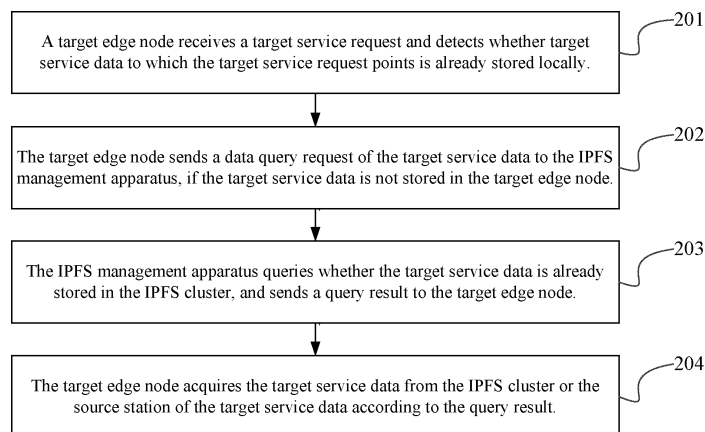 201
A target edge node receives a target service request and detects whether target
service data to which the target service request points is already stored locally.
202
The target edge node sends a data query request of the target service data to the IPFS
management apparatus, if the target service data is not stored in the target edge node.
203
The IPFS management apparatus queries whether the target service data is already
stored in the IPFS cluster, and sends a query result to the target edge node.
204
The target edge node acquires the target service data from the IPFS cluster or the
source station of the target service data according to the query result.